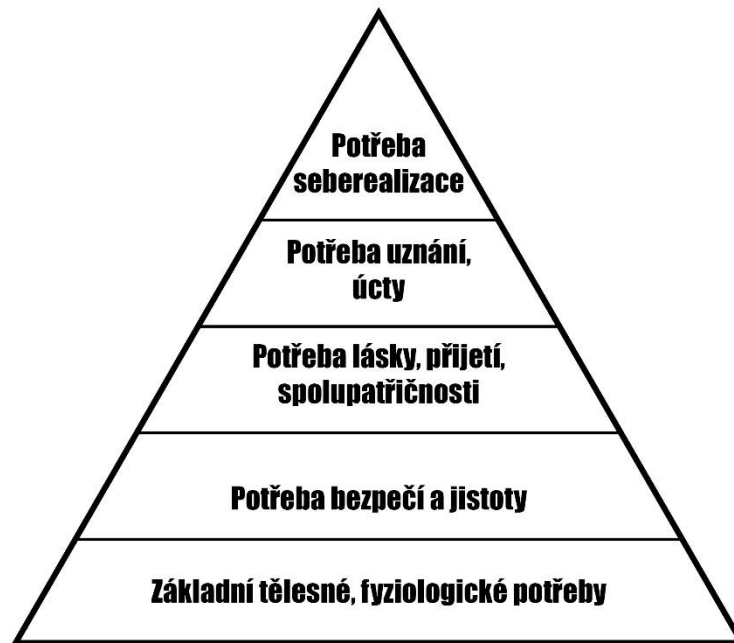 Potřeba
seberealizace
Potřeba uznání,
úcty
Potřeba lásky, přijetí,
spolupatřičnosti
Potřeba bezpečí a jistoty
Základní tělesné, fyziologické potřeby